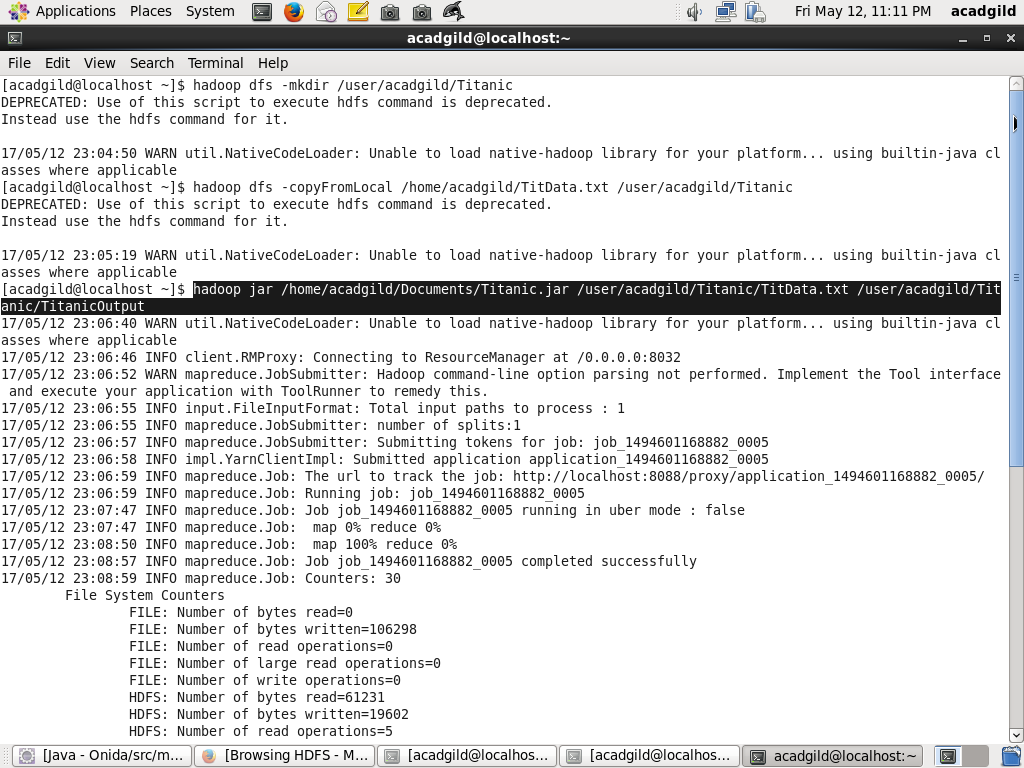 Applications Places System
Fri May 12, 11:11 PM acadgild
acadgild@localhost:~
File Edit View Search Terminal Help
[acadgild@localhost ~]$ hadoop dfs -mkdir /user/acadgild/Titanic
DEPRECATED: Use of this script to execute hdfs command is deprecated.
Instead use the hdfs command for it.
17/05/12 23:04:50 WARN util.NativeCodeLoader: Unable to load native-hadoop library for your platform... using builtin-java cl
asses where applicable
[acadgild@localhost ~]$ hadoop dfs -copyFromLocal /home/acadgild/TitData.txt /user/acadgild/Titanic
DEPRECATED: Use of this script to execute hdfs command is deprecated.
Instead use the hdfs command for it.
17/05/12 23:05:19 WARN util.NativeCodeLoader: Unable to load native-hadoop library for your platform... using builtin-java cl
asses where applicable
[acadgild@localhost ~]$ hadoop jar /home/acadgild/Documents/Titanic.jar /user/acadgild/Titanic/TitData.txt /user/acadgild/Tit
anic/TitanicOutput
17/05/12 23:06:40 WARN util.NativeCodeLoader: Unable to load native-hadoop library for your platform... using builtin-java cl
asses where applicable
17/05/12 23:06:46 INFO client.RMProxy: Connecting to ResourceManager at /0.0.0.0:8032
17/05/12 23:06:52 WARN mapreduce.JobSubmitter: Hadoop command-line option parsing not performed. Implement the Tool interface
 and execute your application with ToolRunner to remedy this.
17/05/12 23:06:55 INFO input.FileInputFormat: Total input paths to process : 1
17/05/12 23:06:55 INFO mapreduce.JobSubmitter: number of splits:1
17/05/12 23:06:57 INFO mapreduce.JobSubmitter: Submitting tokens for job: job_1494601168882_0005
17/05/12 23:06:58 INFO impl.YarnClientImpl: Submitted application application_1494601168882_0005
17/05/12 23:06:59 INFO mapreduce.Job: The url to track the job: http://localhost:8088/proxy/application_1494601168882_0005/
17/05/12 23:06:59 INFO mapreduce.Job: Running job: job_1494601168882_0005
17/05/12 23:07:47 INFO mapreduce.Job: Job job_1494601168882_0005 running in uber mode : false
17/05/12 23:07:47 INFO mapreduce.Job:  map 0% reduce 0%
17/05/12 23:08:50 INFO mapreduce.Job:  map 100% reduce 0%
17/05/12 23:08:57 INFO mapreduce.Job: Job job_1494601168882_0005 completed successfully
17/05/12 23:08:59 INFO mapreduce.Job: Counters: 30
File System Counters
FILE: Number of bytes read=0
FILE: Number of bytes written=106298
FILE: Number of read operations=0
FILE: Number of large read operations=0
FILE: Number of write operations=0
HDFS: Number of bytes read=61231
HDFS: Number of bytes written=19602
HDFS: Number of read operations=5
[Java - Onida/src/m... [Browsing HDFS - M... [acadgild@localhos... [acadgild@localhos... acadgild@localhost:~